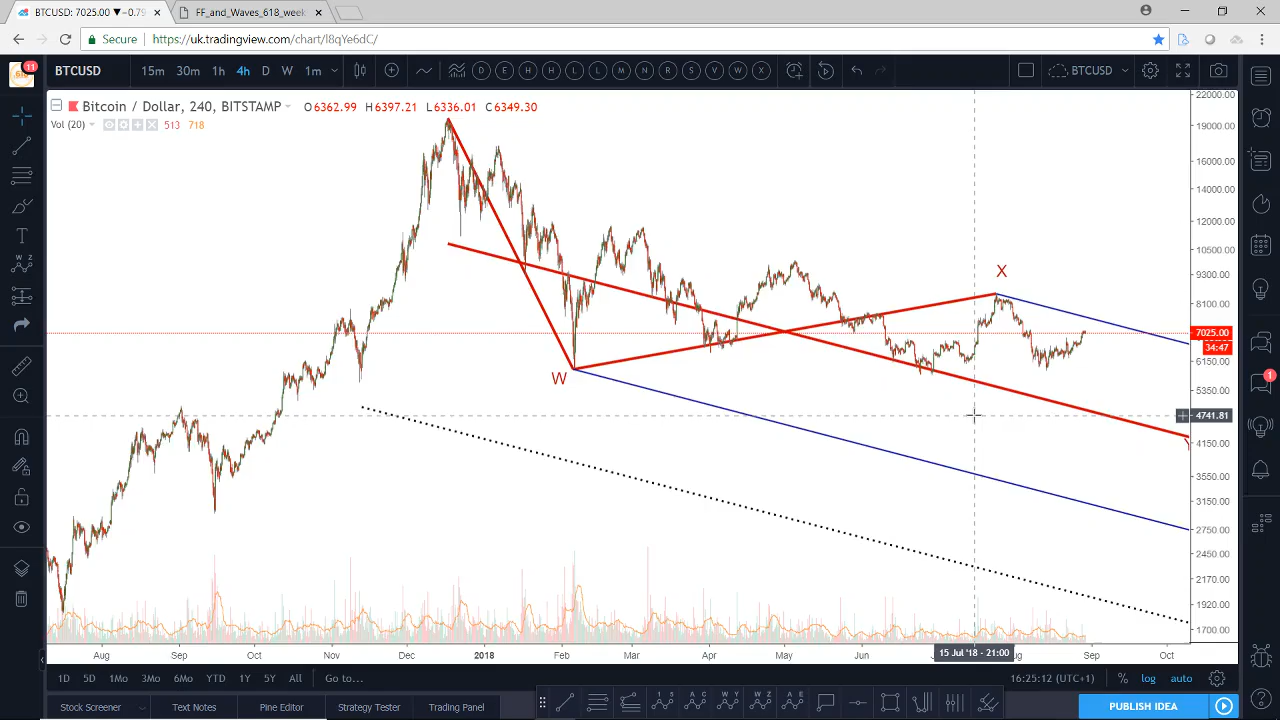 BTCUSD: 7025.00 ▼−0.79
FF_and_Waves_618_week
Secure
https://uk.tradingview.com/chart/l8qYe6dC/
11
BTCUSD
15m 30m 1h 4h D W 1m
D E H H L L M N R S V W X
BTCUSD
Bitcoin / Dollar, 240, BITSTAMP
O6362.99 H6397.21 L6336.01 C6349.30
Vol (20)
513 718
22000.00
19000.00
16000.00
14000.00
12000.00
10500.00
9300.00
8100.00
7025.00
34:47
6150.00
5350.00
4741.81
4150.00
3550.00
3150.00
2750.00
2450.00
2170.00
1920.00
1700.00
X
W
Y
1
Aug Sep Oct Nov Dec 2018 Feb Mar Apr May Jun
15 Jul '18 - 21:00
Sep Oct
1D 5D 1Mo 3Mo 6Mo YTD 1Y 5Y All Go to...
16:25:12 (UTC+1)
% log auto
Stock Screener
Text Notes
Pine Editor
Strategy Tester
Trading Panel
PUBLISH IDEA